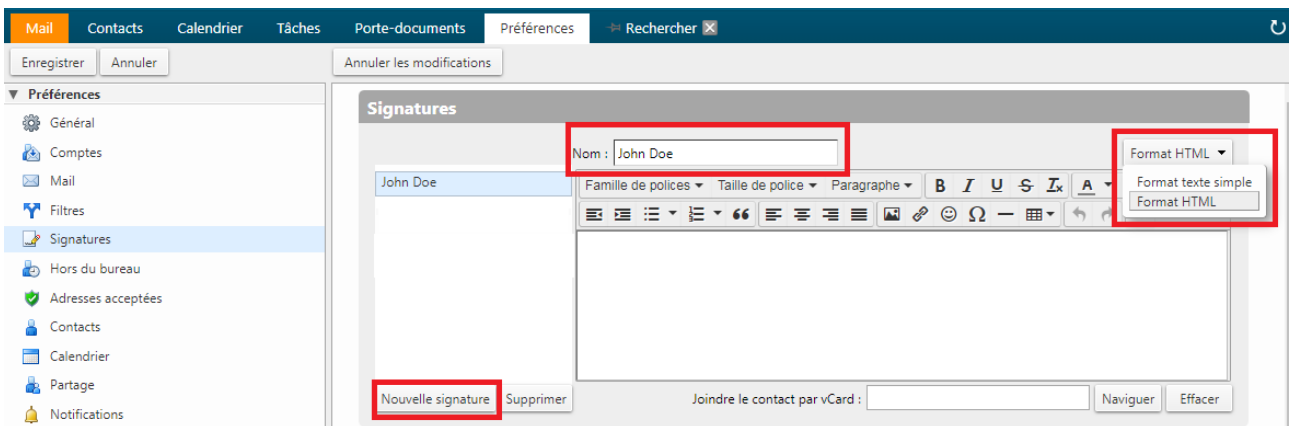 Mail Contacts Calendrier Tâches Porte-documents Préférences Rechercher
Enregistrer Annuler Annuler les modifications
Préférences
Général
Comptes
Mail
Filtres
Signatures
Hors du bureau
Adresses acceptées
Contacts
Calendrier
Partage
Notifications
Signatures
Nom : John Doe
Format HTML
Format texte simple
Format HTML
John Doe
Famille de polices Taille de police Paragraphe B I U S Ix A
Nouvelle signature Supprimer Joindre le contact par vCard : Naviguer Effacer